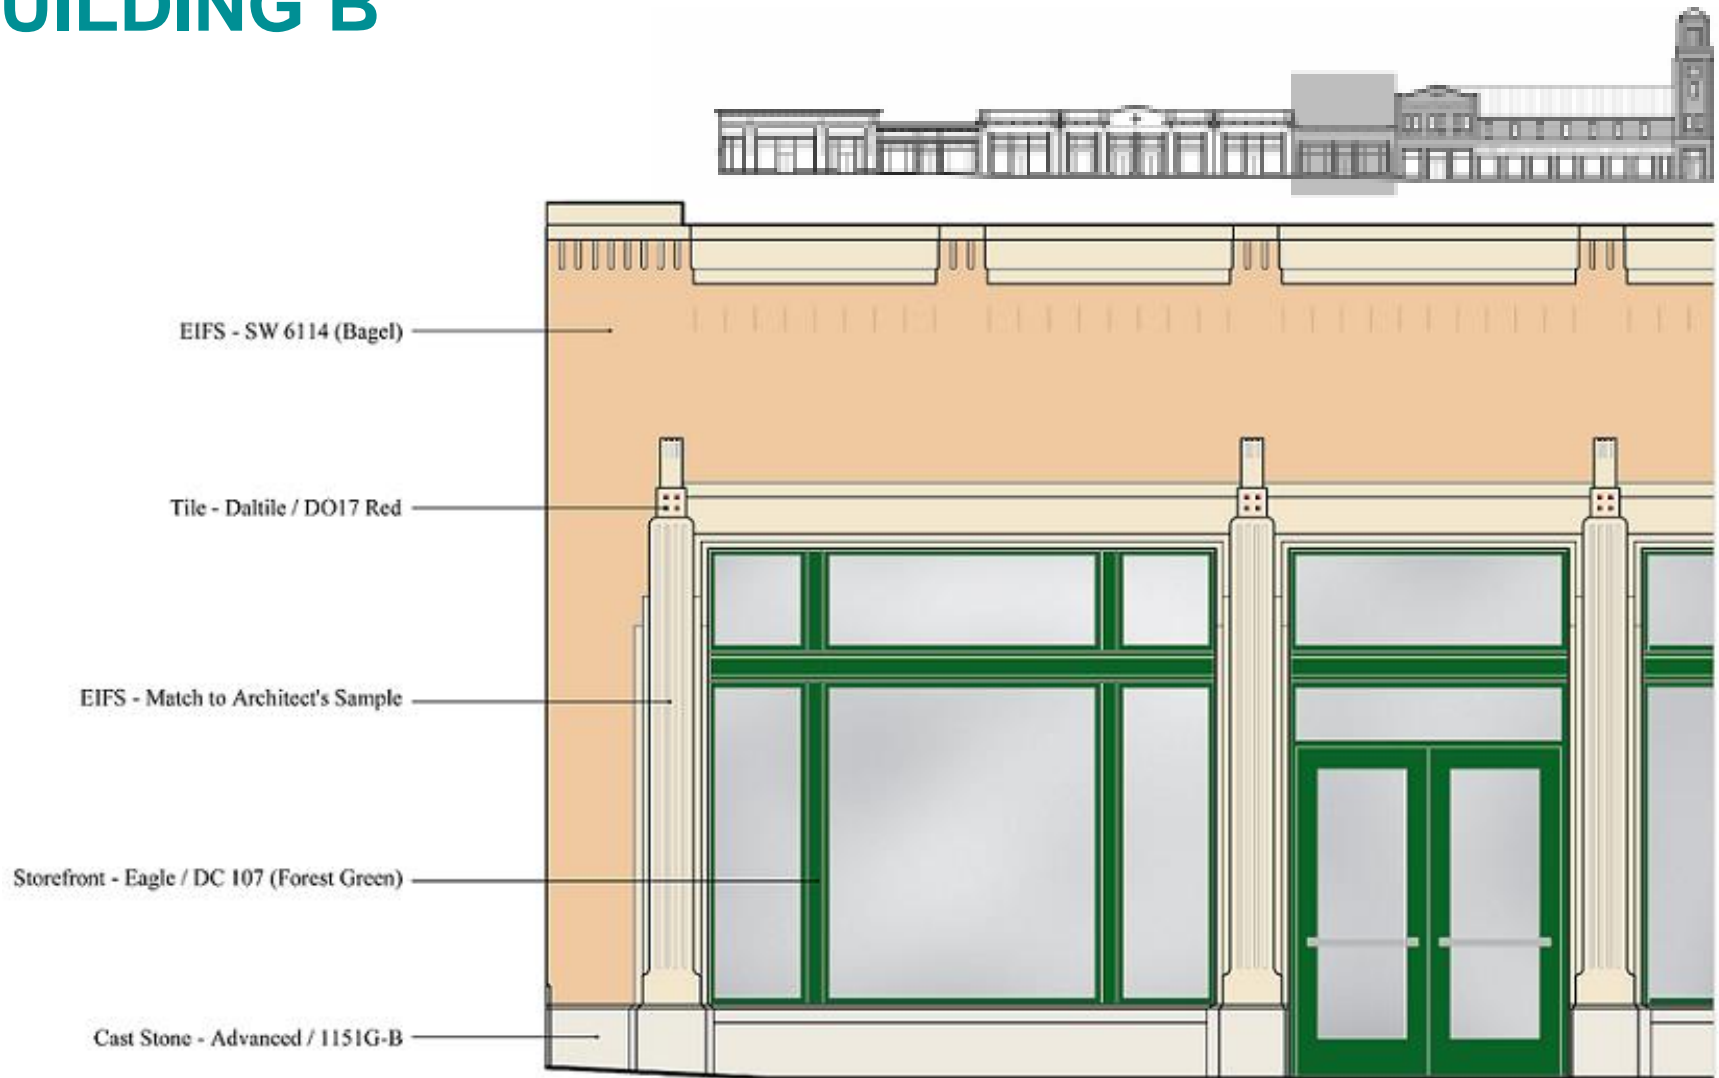 UILDING B
EIFS - SW 6114 (Bagel)
Tile - Daltile / DO17 Red
EIFS - Match to Architect's Sample
Storefront - Eagle / DC 107 (Forest Green)
Cast Stone - Advanced / 1151G-B